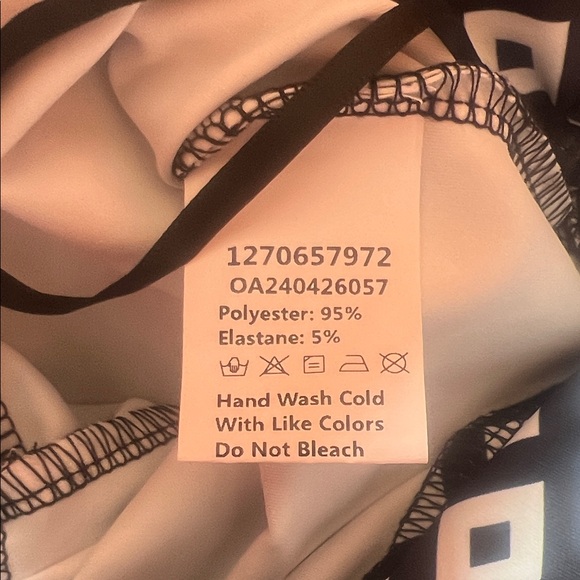 1270657972
OA240426057
Polyester: 95%
Elastane: 5%
Hand Wash Cold
With Like Colors
Do Not Bleach